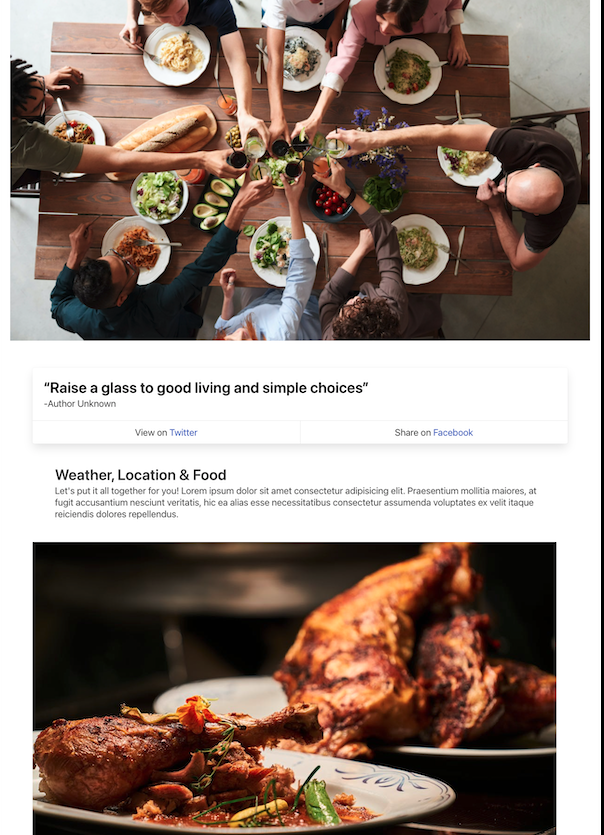 “Raise a glass to good living and simple choices”
-Author Unknown
View on Twitter
Share on Facebook
Weather, Location & Food
Let's put it all together for you! Lorem ipsum dolor sit amet consectetur adipisicing elit. Praesentium mollitia maiores, at
fugit accusantium nesciunt veritatis, hic ea alias esse necessitatibus consectetur assumenda voluptates ex velit itaque
reiciendis dolores repellendus.